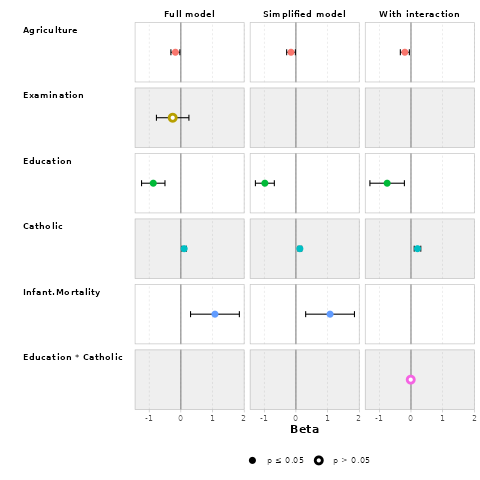 Full model Simplified model With interaction
Agriculture
Examination
Education
Catholic
Infant.Mortality
Education * Catholic
-1 0 1 2 -1 0 1 2 -1 0 1 2
Beta
p ≤ 0.05 p > 0.05